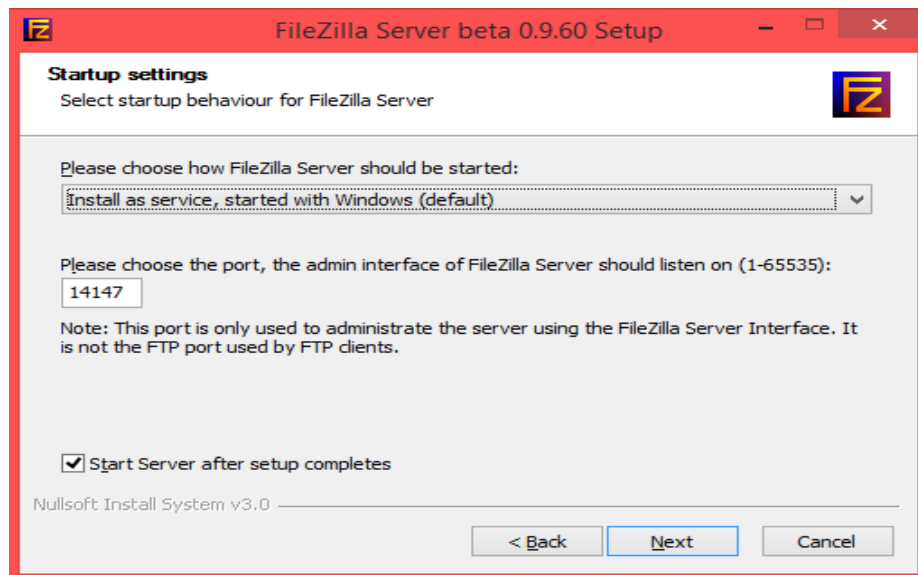 FileZilla Server beta 0.9.60 Setup
Startup settings
Select startup behaviour for FileZilla Server
FZ
Please choose how FileZilla Server should be started:
Install as service, started with Windows (default)
Please choose the port, the admin interface of FileZilla Server should listen on (1-65535):
14147
Note: This port is only used to administrate the server using the FileZilla Server Interface. It
is not the FTP port used by FTP clients.
Start Server after setup completes
Nullsoft Install System v3.0
< Back Next Cancel